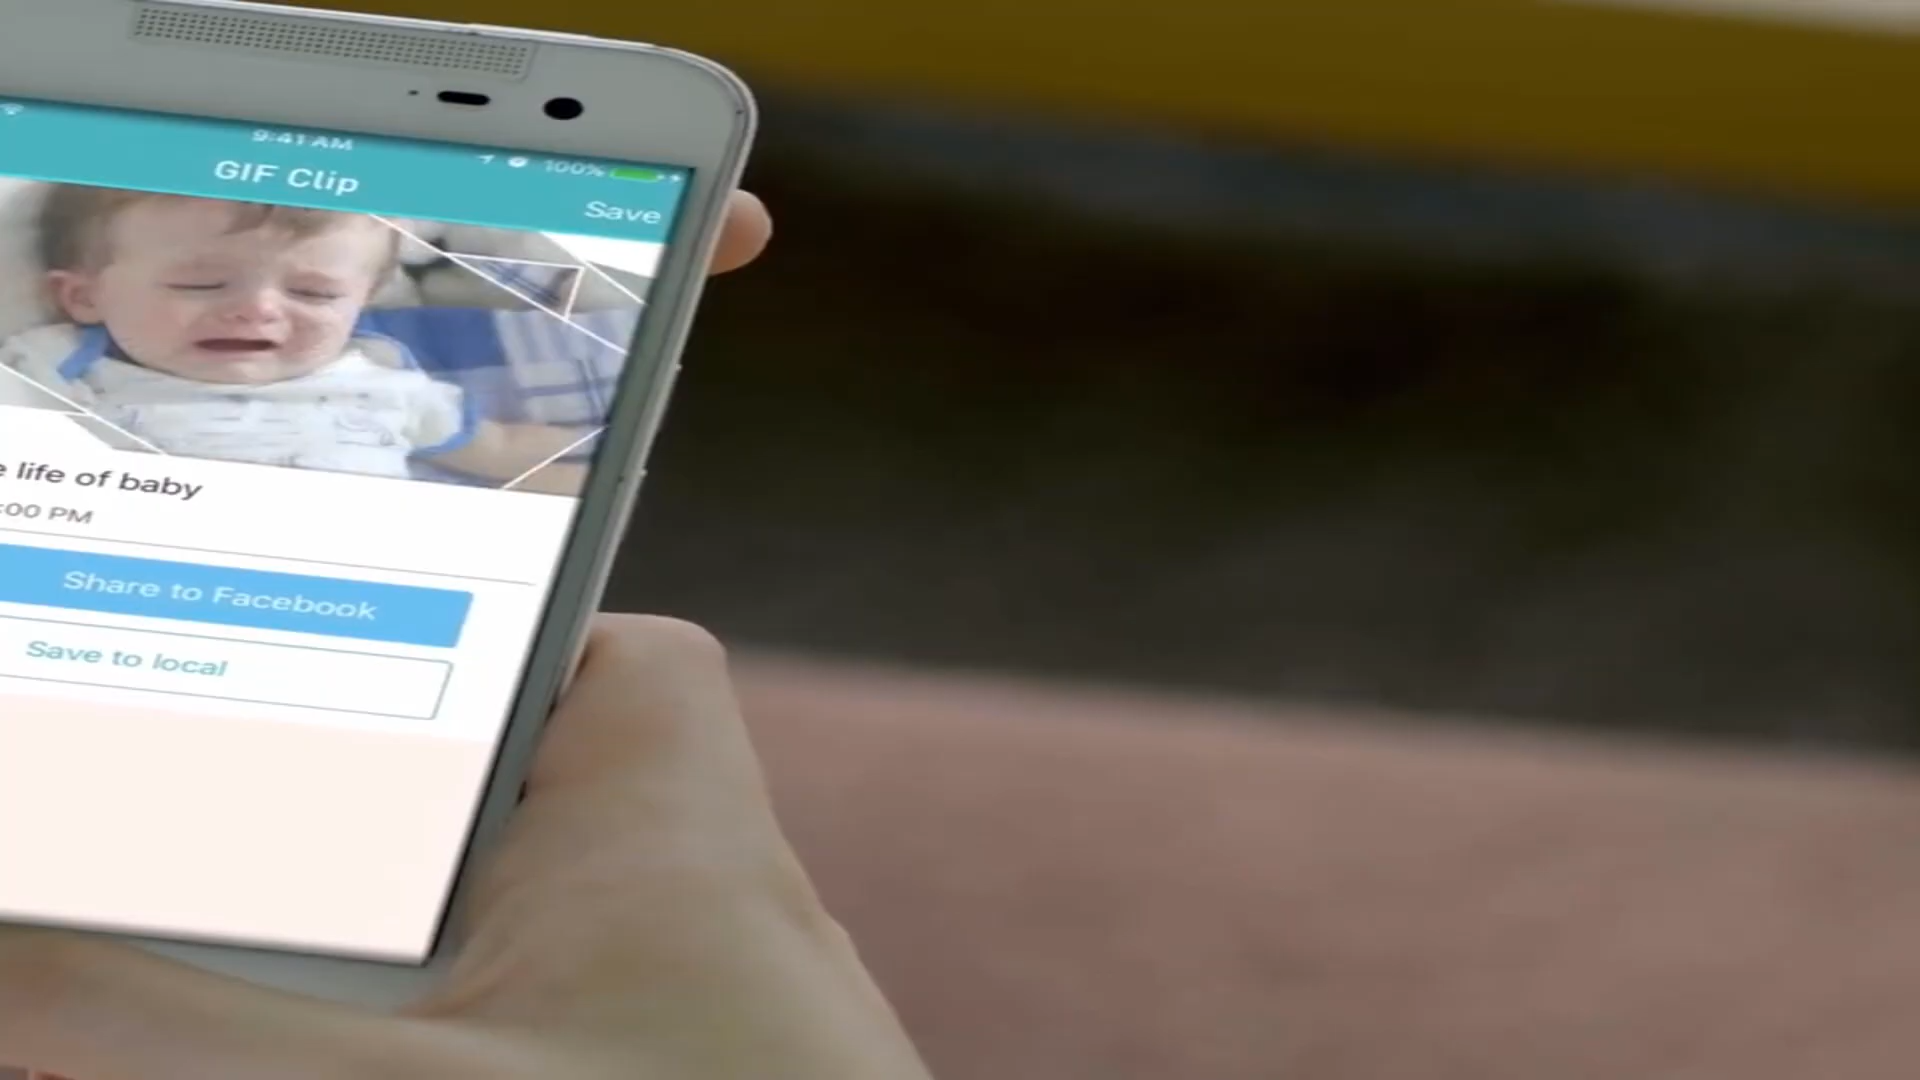 9:41 AM
100%
GIF Clip
Save
life of baby
:00 PM
Share to Facebook
Save to local